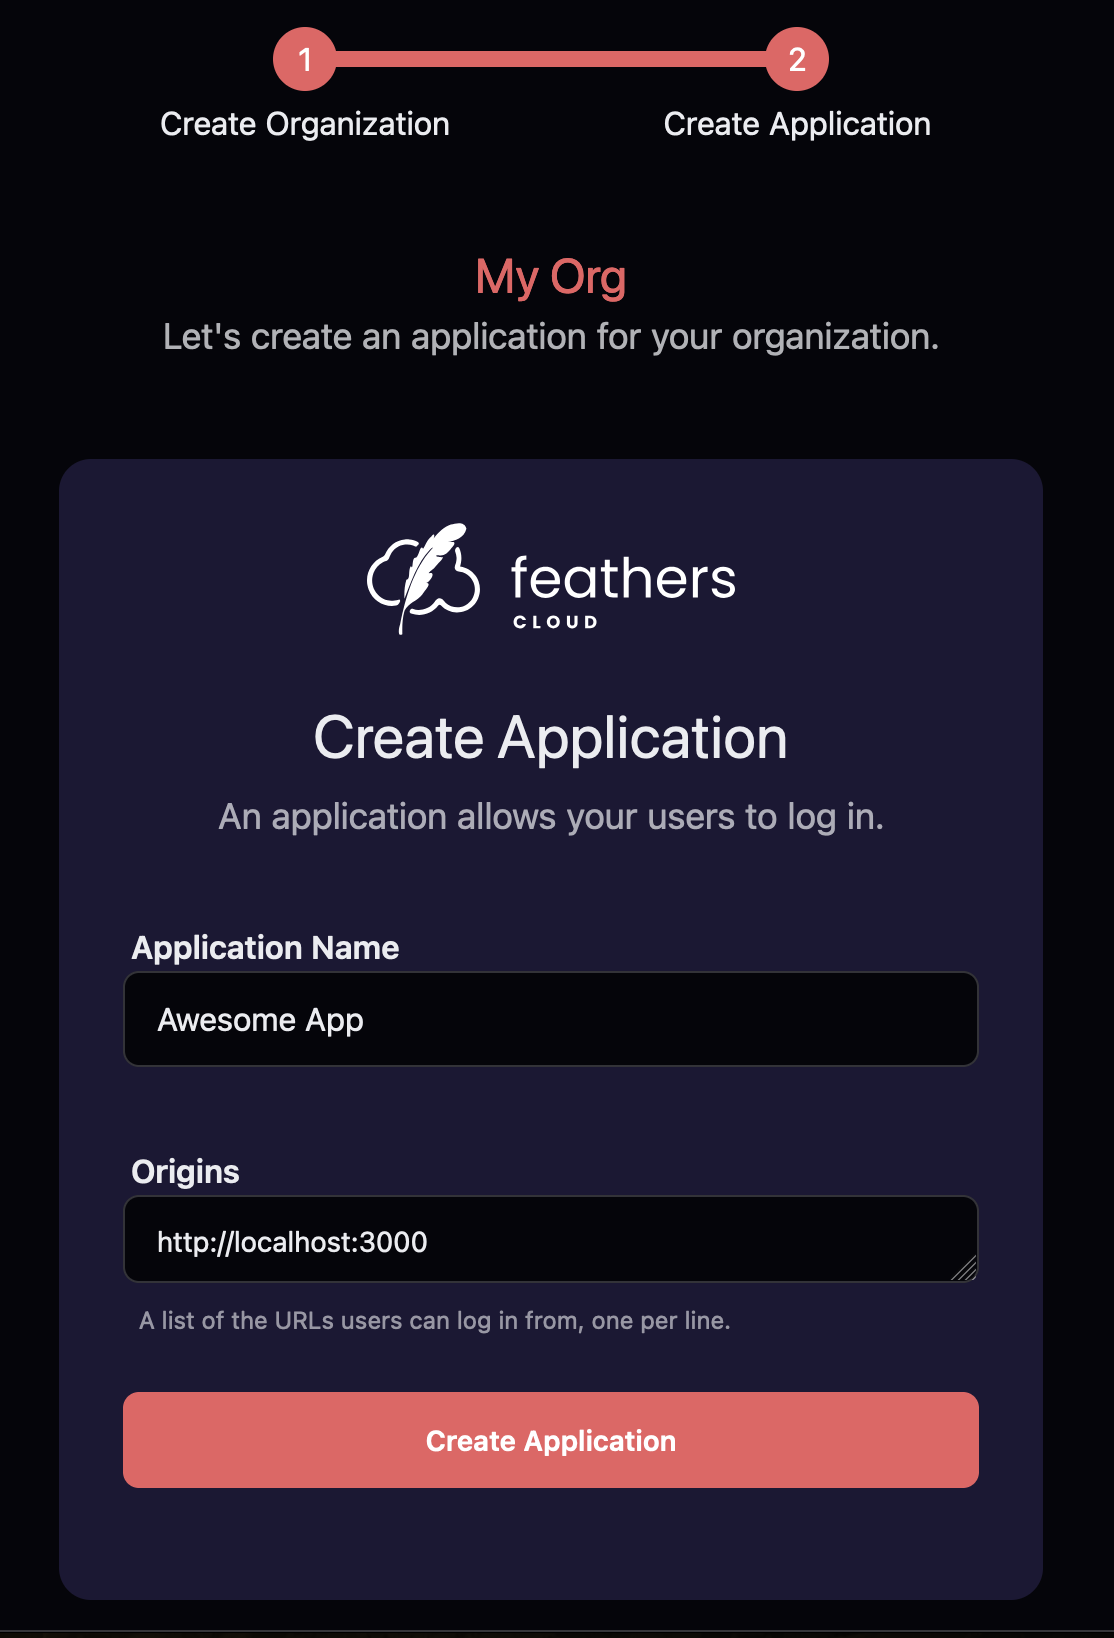 1
2
Create Organization
Create Application
My Org
Let's create an application for your organization.
feathers
CLOUD
Create Application
An application allows your users to log in.
Application Name
Awesome App
Origins
http://localhost:3000
A list of the URLs users can log in from, one per line.
Create Application